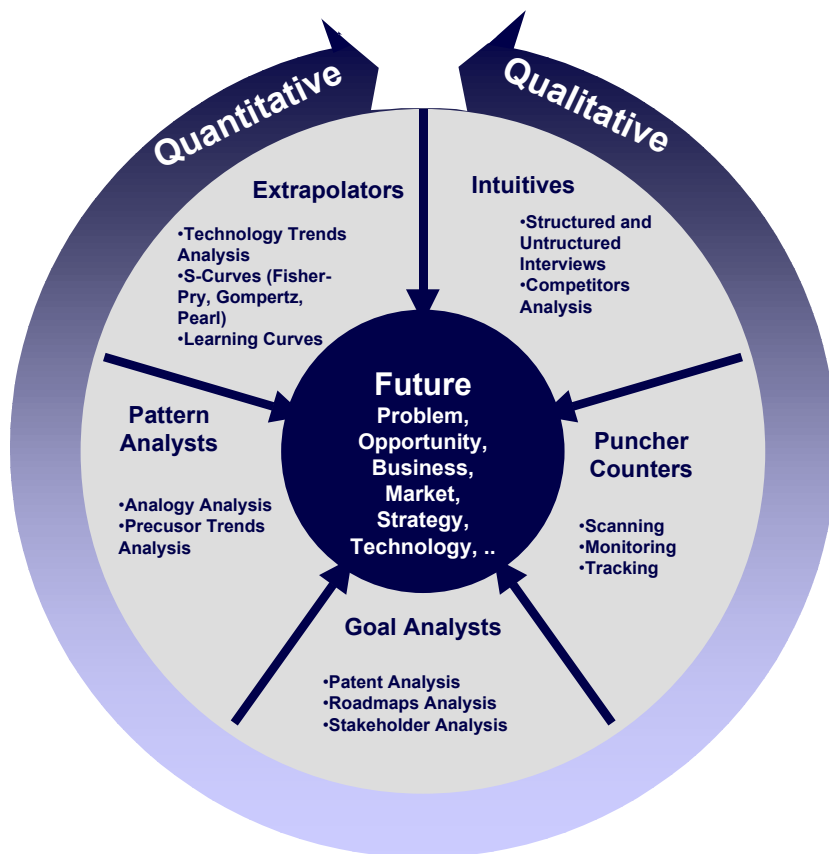 Quantitative
Qualitative
Extrapolators
•Technology Trends
Analysis
•S-Curves (Fisher-
Pry, Gompertz,
Pearl)
•Learning Curves
Intuitives
•Structured and
Untructured
Interviews
•Competitors
Analysis
Pattern
Analysts
•Analogy Analysis
•Precusor Trends
Analysis
Future
Problem,
Opportunity,
Business,
Market,
Strategy,
Technology, ..
Puncher
Counters
•Scanning
•Monitoring
•Tracking
Goal Analysts
•Patent Analysis
•Roadmaps Analysis
•Stakeholder Analysis